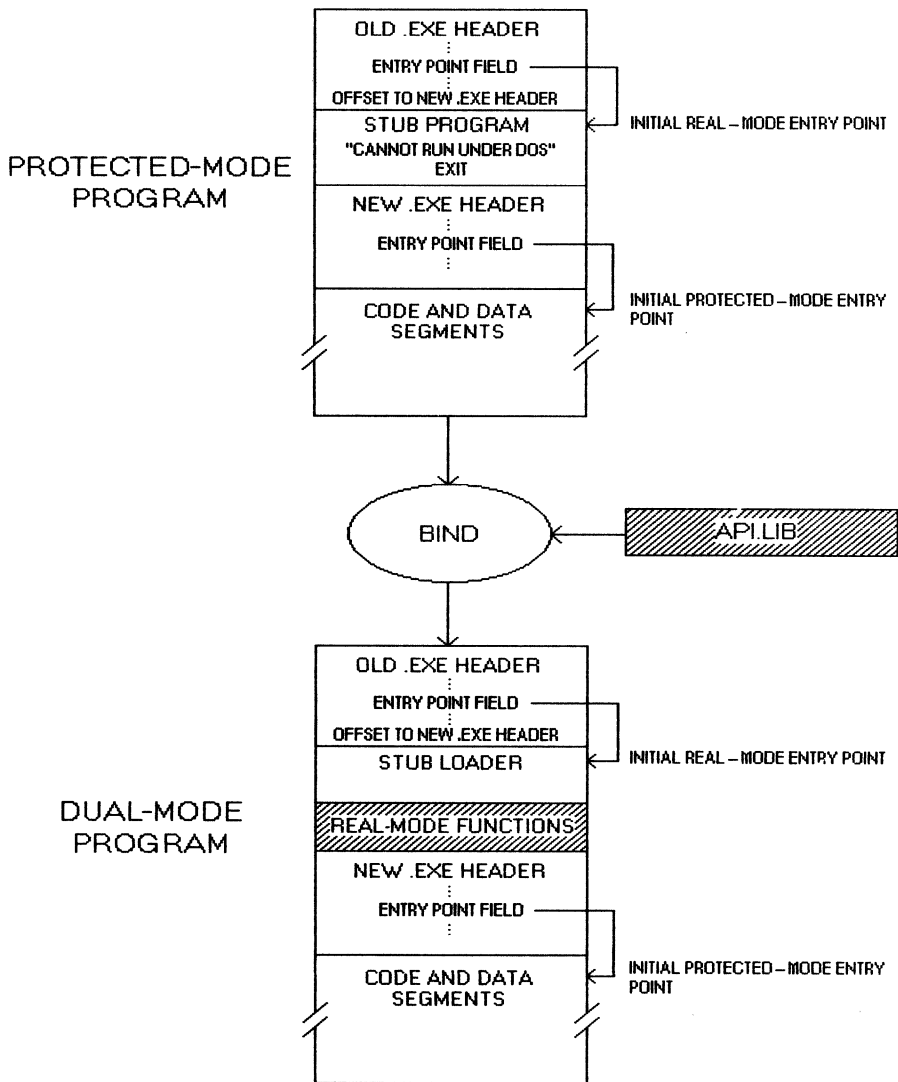 OLD .EXE HEADER
ENTRY POINT FIELD
OFFSET TO NEW .EXE HEADER
STUB PROGRAM
"CANNOT RUN UNDER DOS"
EXIT
INITIAL REAL – MODE ENTRY POINT
PROTECTED-MODE
PROGRAM
NEW .EXE HEADER
ENTRY POINT FIELD
CODE AND DATA
SEGMENTS
INITIAL PROTECTED – MODE ENTRY
POINT
BIND
API.LIB
OLD .EXE HEADER
ENTRY POINT FIELD
OFFSET TO NEW .EXE HEADER
STUB LOADER
INITIAL REAL – MODE ENTRY POINT
DUAL-MODE
PROGRAM
REAL-MODE FUNCTIONS
NEW .EXE HEADER
ENTRY POINT FIELD
CODE AND DATA
SEGMENTS
INITIAL PROTECTED – MODE ENTRY
POINT